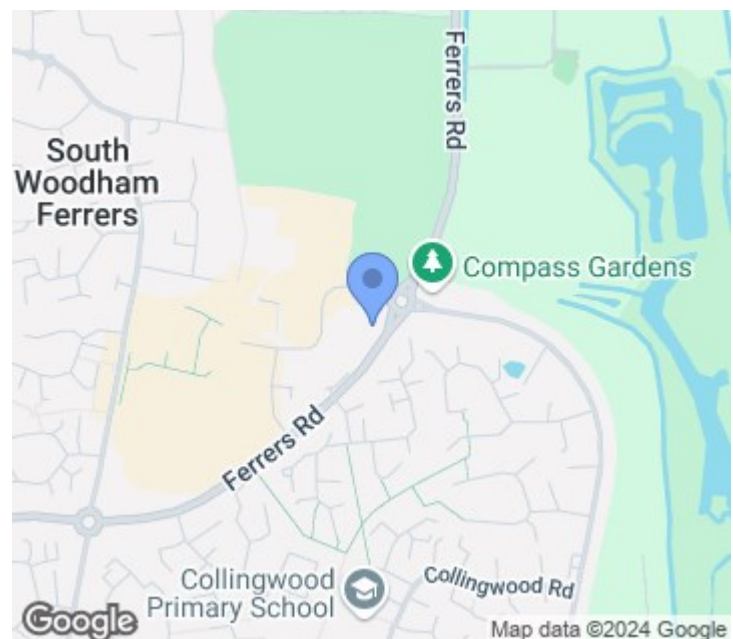 Ferrers Rd
South
Woodham
Ferrers
Compass Gardens
Ferrers Rd
Collingwood
Primary School
Collingwood Rd
Google
Map data ©2024 Google